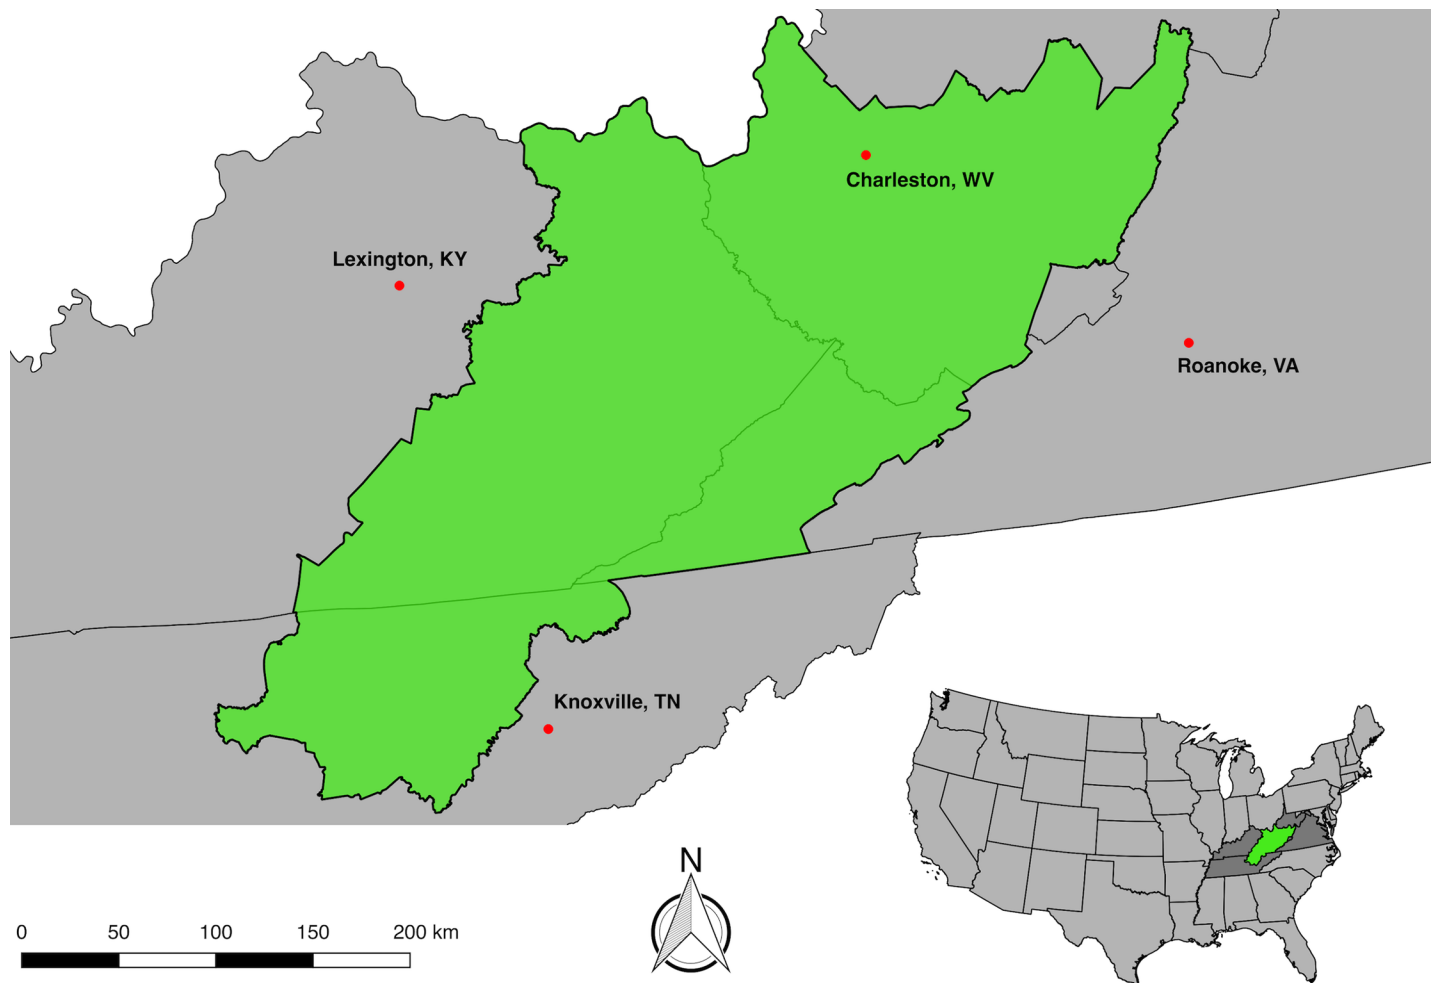 Charleston, WV
Lexington, KY
Roanoke, VA
Knoxville, TN
N
0 50 100 150 200 km